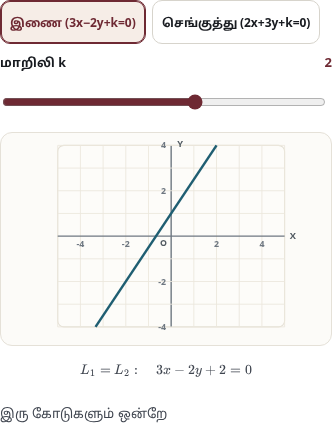 இணை (3x−2y+k=0) செங்குத்து (2x+3y+k=0)
மாறிலி k 2
4 Y
2
-4 -2 O 2 4 X
-2
-4
L₁ = L₂ : 3x − 2y + 2 = 0
இரு கோடுகளும் ஒன்றே